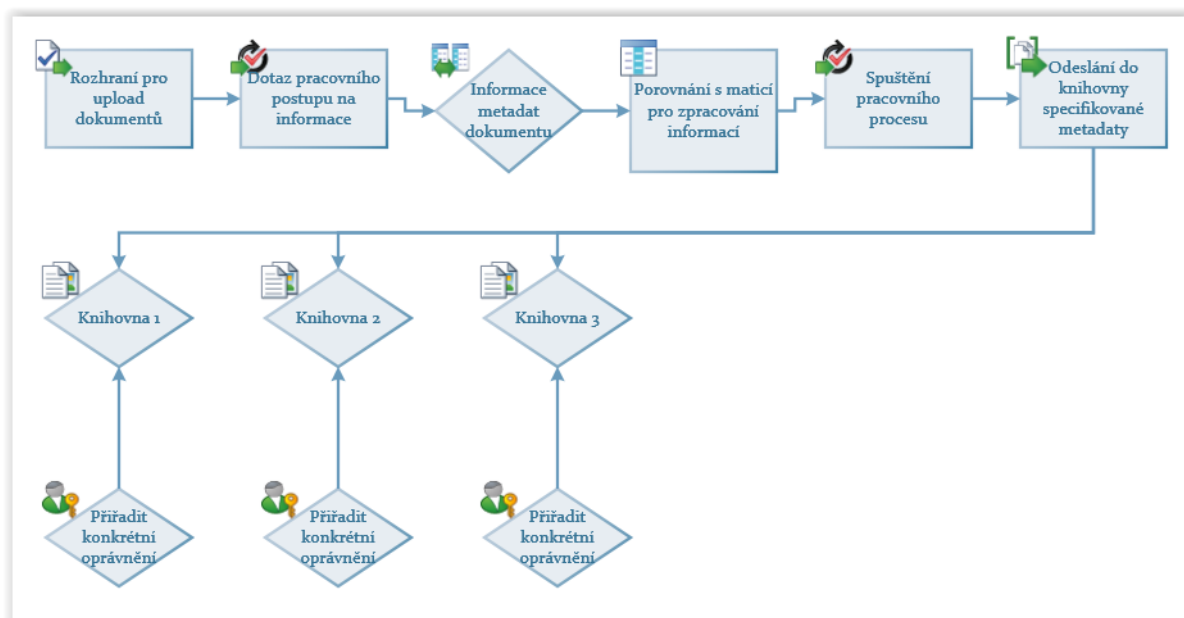 Rozhraní pro
upload
dokumentů
Dotaz pracovního
postupu na
informace
Informace
metadat
dokumentu
Porovnání s maticí
pro zpracování
informací
Spuštění
pracovního
procesu
Odeslání do
knihovny
specifikované
metadaty
Knihovna 1
Knihovna 2
Knihovna 3
Přiřadit
konkrétní
oprávnění
Přiřadit
konkrétní
oprávnění
Přiřadit
konkrétní
oprávnění